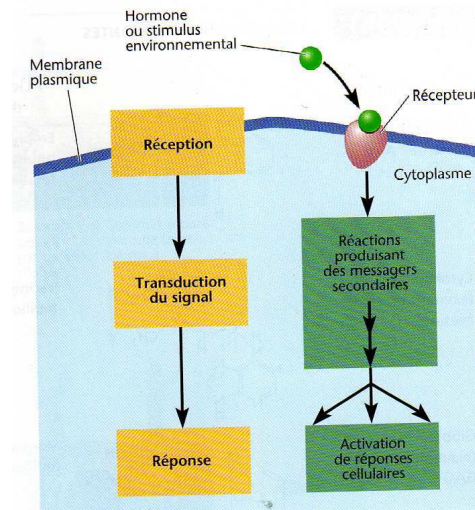 Hormone
ou stimulus
environnemental
Membrane
plasmique
Récepteur
Réception
Cytoplasme
Réactions
produisant
des messagers
secondaires
Transduction
du signal
Réponse
Activation
de réponses
cellulaires